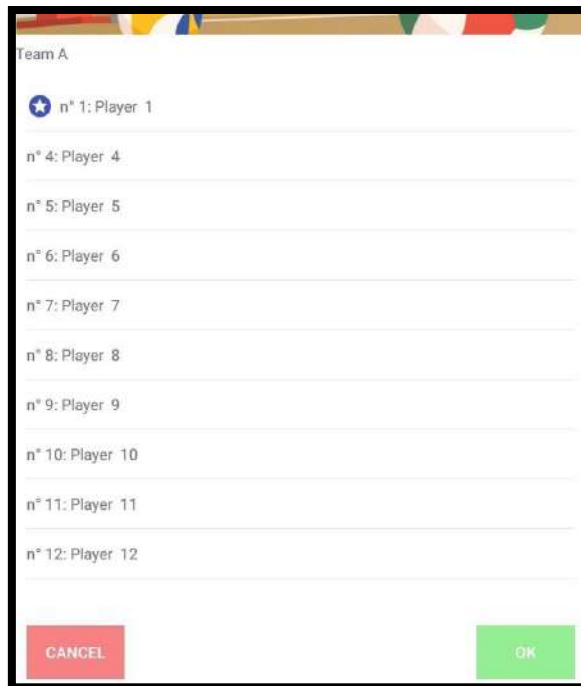 Team A
n° 1: Player 1
n° 4: Player 4
n° 5: Player 5
n° 6: Player 6
n° 7: Player 7
n° 8: Player 8
n° 9: Player 9
n° 10: Player 10
n° 11: Player 11
n° 12: Player 12
CANCEL
OK